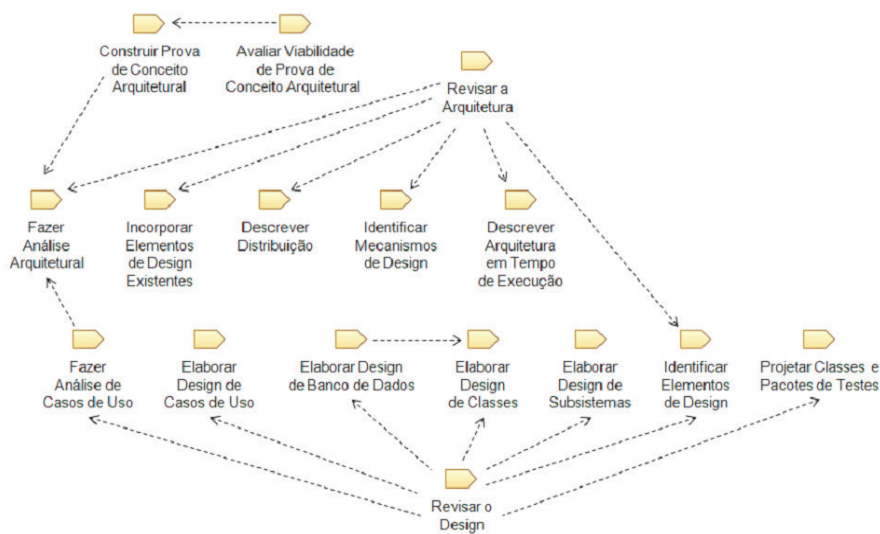 Construir Prova
de Conceito
Arquitetural
Avaliar Viabilidade
de Prova de
Conceito Arquitetural
Revisar a
Arquitetura
Fazer
Análise
Arquitetural
Incorporar
Elementos
de Design
Existentes
Descrever
Distribuição
Identificar
Mecanismos
de Design
Descrever
Arquitetura
em Tempo
de Execução
Fazer
Análise de
Casos de Uso
Elaborar
Design de
Casos de Uso
Elaborar Design
de Banco de Dados
Elaborar
Design
de Classes
Elaborar
Design de
Subsistemas
Identificar
Elementos
de Design
Projetar Classes e
Pacotes de Testes
Revisar o
Design